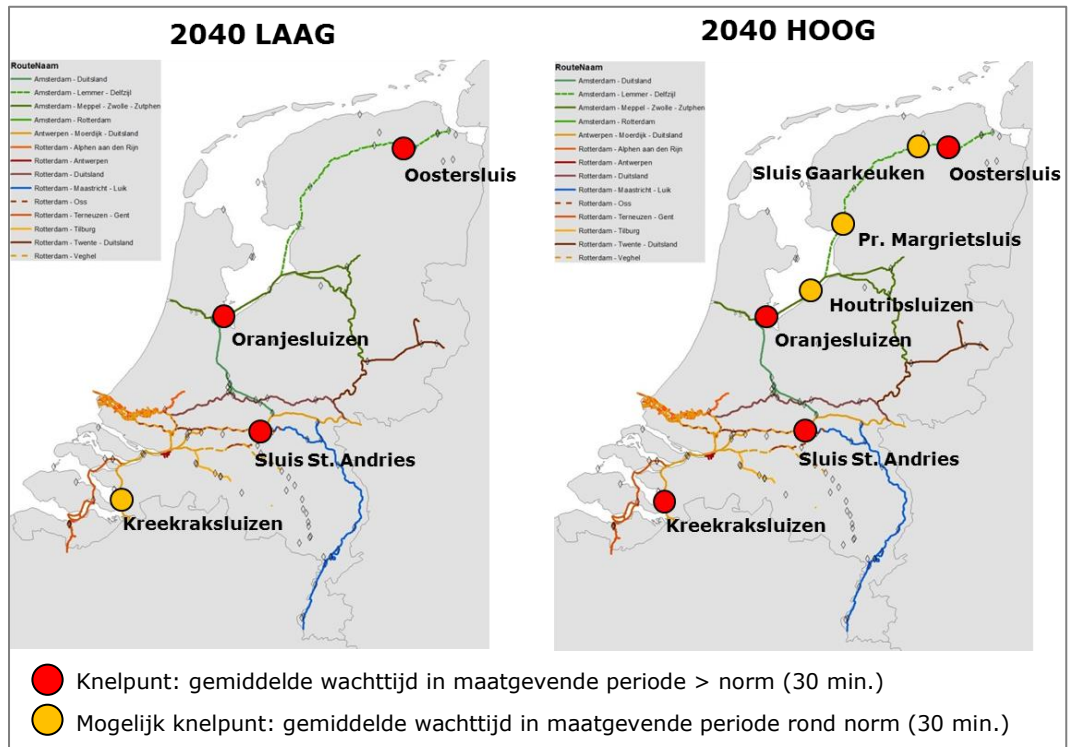 2040 LAAG
RouteNaam
Amsterdam - Duitsland
Amsterdam - Lemmer - Delfzijl
Amsterdam - Meppel - Zwolle - Zutphen
Amsterdam - Rotterdam
Antwerpen - Moerdijk - Duitsland
Rotterdam - Alphen aan den Rijn
Rotterdam - Antwerpen
Rotterdam - Duitsland
Rotterdam - Maastricht - Luik
Rotterdam - Oss
Rotterdam - Terneuzen - Gent
Rotterdam - Tilburg
Rotterdam - Twente - Duitsland
Rotterdam - Veghel
Oostersluis
Oranjesluizen
Sluis St. Andries
Kreekraksluizen
2040 HOOG
RouteNaam
Amsterdam - Duitsland
Amsterdam - Lemmer - Delfzijl
Amsterdam - Meppel - Zwolle - Zutphen
Amsterdam - Rotterdam
Antwerpen - Moerdijk - Duitsland
Rotterdam - Alphen aan den Rijn
Rotterdam - Antwerpen
Rotterdam - Duitsland
Rotterdam - Maastricht - Luik
Rotterdam - Oss
Rotterdam - Terneuzen - Gent
Rotterdam - Tilburg
Rotterdam - Twente - Duitsland
Rotterdam - Veghel
Sluis Gaarkeuken
Oostersluis
Pr. Margrietsluis
Houtribsluizen
Oranjesluizen
Sluis St. Andries
Kreekraksluizen
Knelpunt: gemiddelde wachttijd in maatgevende periode > norm (30 min.)
Mogelijk knelpunt: gemiddelde wachttijd in maatgevende periode rond norm (30 min.)